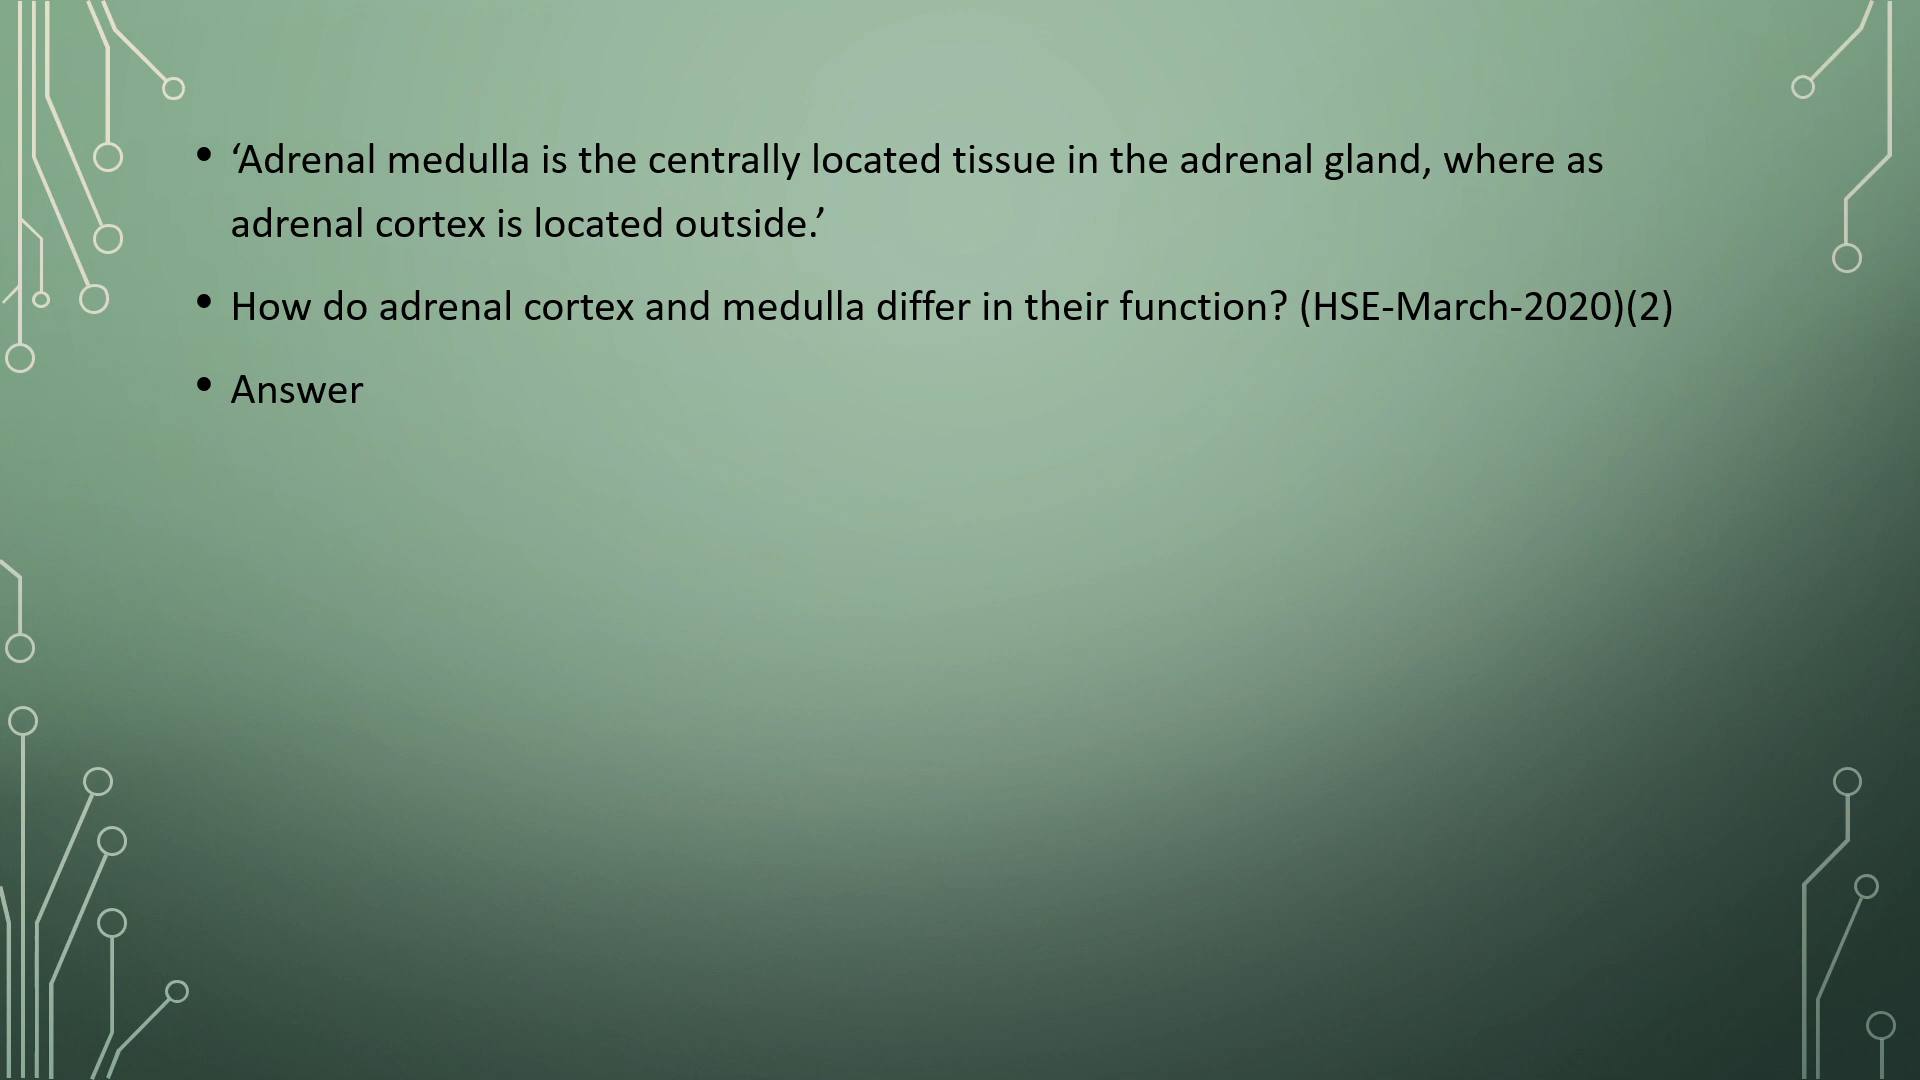 • ‘Adrenal medulla is the centrally located tissue in the adrenal gland, where as
adrenal cortex is located outside.’
• How do adrenal cortex and medulla differ in their function? (HSE-March-2020)(2)
• Answer